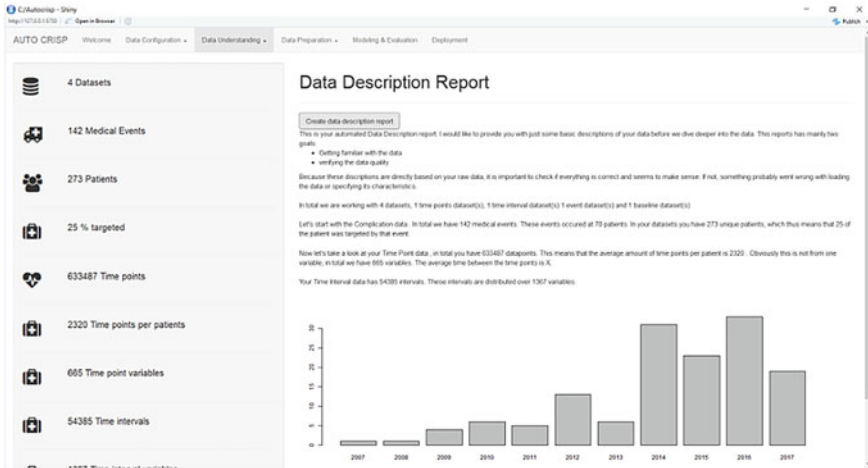 C:/Autocrisp - Shiny
Open in Browser
Publish
AUTO CRISP Welcome Data Configuration Data Understanding Data Preparation Modeling & Evaluation Deployment
4 Datasets
142 Medical Events
273 Patients
25 % targeted
633487 Time points
2320 Time points per patients
665 Time point variables
54385 Time intervals
Data Description Report
Create data description report
This is your automated Data Description report. I would like to provide you with just some basic descriptions of your data before we dive deeper into the data. This reports has mainly two
goals:
Getting familiar with the data
verifying the data quality
Because these discriptions are directly based on your raw data, it is important to check if everything is correct and seems to make sense. If not, something probably went wrong with loading
the data or specifying its characteristics.
In total we are working with 4 datasets, 1 time points dataset(s), 1 time interval dataset(s) 1 event dataset(s) and 1 baseline dataset(s)
Let's start with the Complication data . In total we have 142 medical events. These events occured at 70 patients. In your datasets you have 273 unique patients, which thus means that 25 of
the patient was targeted by that event.
Now let's take a look at your Time Point data , in total you have 633487 datapoints. This means that the average amount of time points per patient is 2320 . Obviously this is not from one
variable, in total we have 665 variables. The average time between the time points is X.
Your Time Interval data has 54385 intervals. These intervals are distributed over 1367 variables.
30
25
20
15
10
5
0
2007 2008 2009 2010 2011 2012 2013 2014 2015 2016 2017